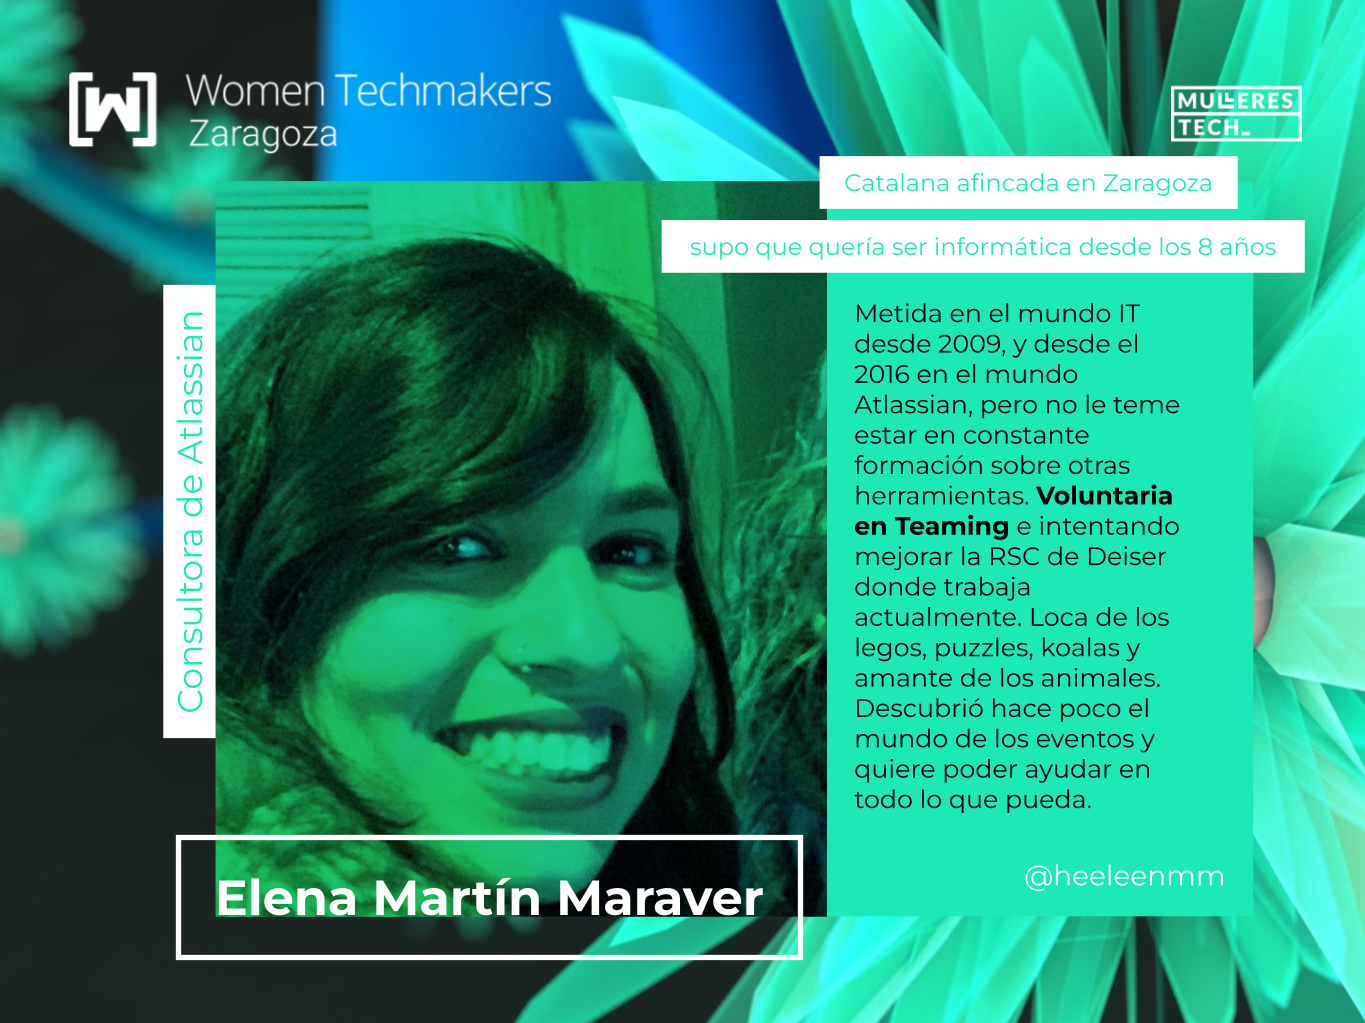 Women Techmakers
Zaragoza
MULLERES
TECH_
Catalana afincada en Zaragoza
supo que quería ser informática desde los 8 años
Consultora de Atlassian
Metida en el mundo IT
desde 2009, y desde el
2016 en el mundo
Atlassian, pero no le teme
estar en constante
formación sobre otras
herramientas. Voluntaria
en Teaming e intentando
mejorar la RSC de Deiser
donde trabaja
actualmente. Loca de los
legos, puzzles, koalas y
amante de los animales.
Descubrió hace poco el
mundo de los eventos y
quiere poder ayudar en
todo lo que pueda.
@heeleenmm
Elena Martín Maraver